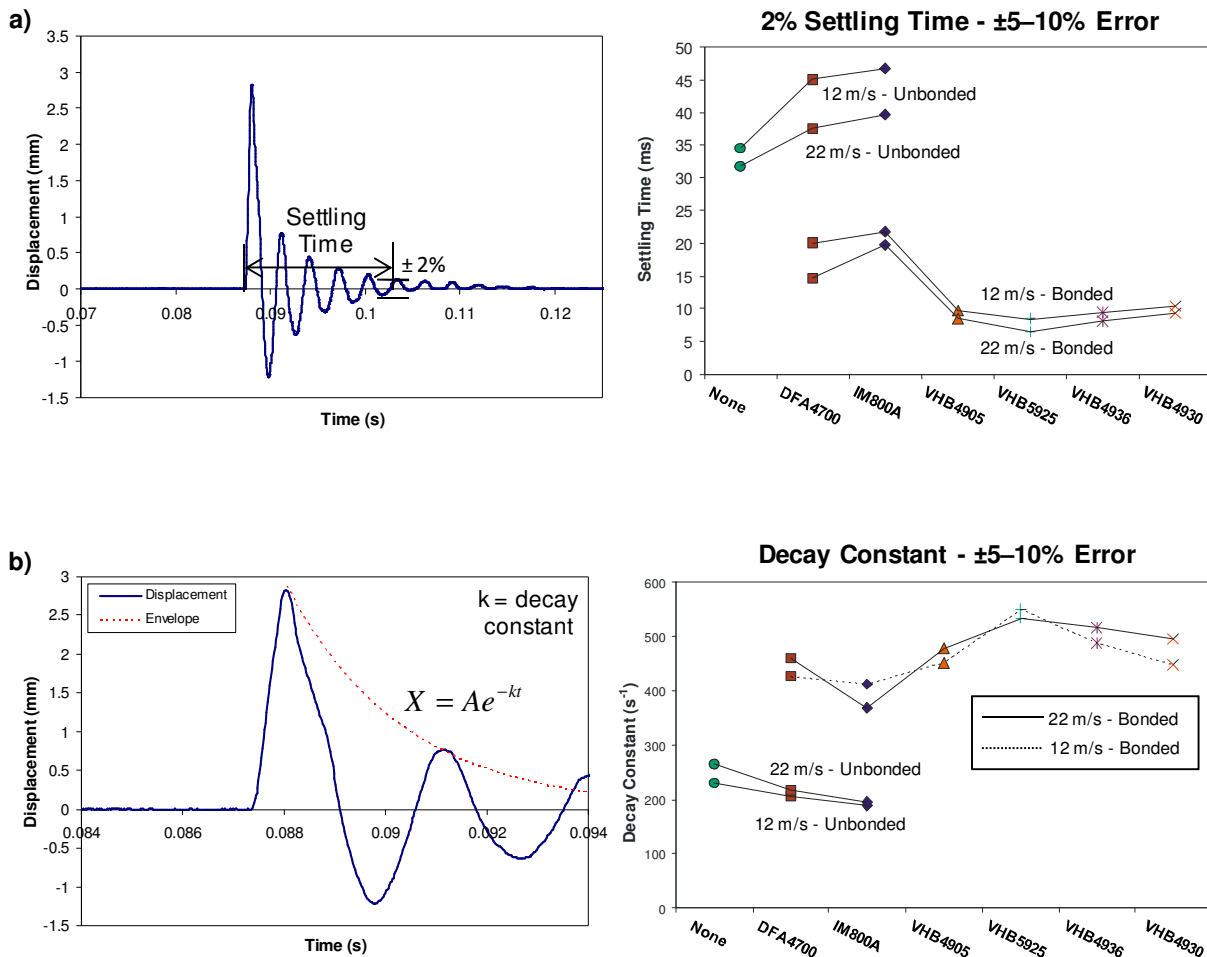 a)
3.5
3
2.5
2
1.5
1
0.5
0
-0.5
-1
-1.5
0.07
0.08
0.09
0.1
0.11
0.12
Displacement (mm)
Time (s)
Settling
Time
± 2%
2% Settling Time - ±5–10% Error
50
45
40
35
30
25
20
15
10
5
0
Settling Time (ms)
12 m/s - Unbonded
22 m/s - Unbonded
12 m/s - Bonded
22 m/s - Bonded
None
DFA4700
IM800A
VHB4905
VHB5925
VHB4936
VHB4930
b)
3
2.5
2
1.5
1
0.5
0
-0.5
-1
-1.5
0.084
0.086
0.088
0.09
0.092
0.094
Displacement (mm)
Time (s)
Displacement
Envelope
k = decay
constant
X = Ae^{-kt}
Decay Constant - ±5–10% Error
600
500
400
300
200
100
0
Decay Constant (s⁻¹)
22 m/s - Unbonded
12 m/s - Unbonded
22 m/s - Bonded
12 m/s - Bonded
None
DFA4700
IM800A
VHB4905
VHB5925
VHB4936
VHB4930